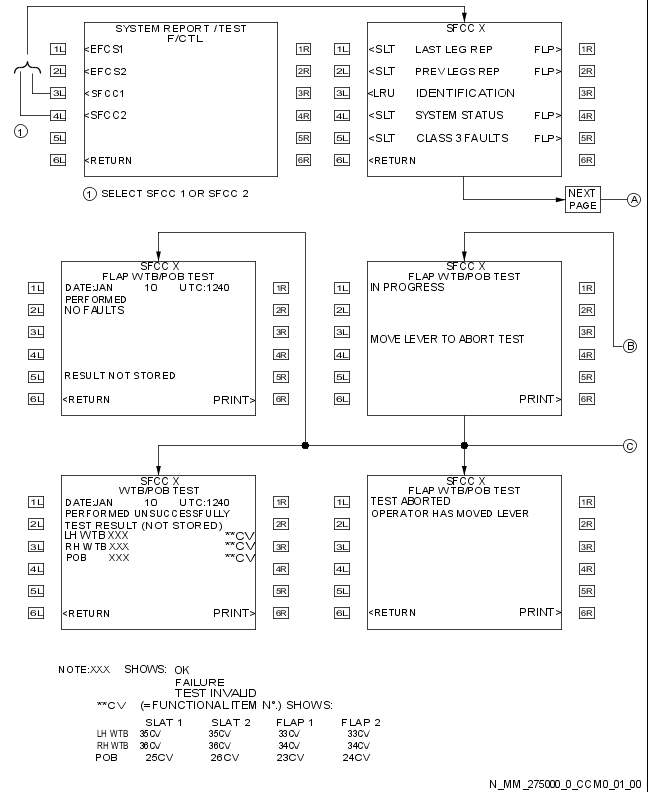 SYSTEM REPORT / TEST
F/CTL
1L <EFCS1 1R
2L <EFCS2 2R
3L <SFCC1 3R
4L <SFCC2 4R
5L 5R
6L <RETURN 6R
1
1 SELECT SFCC 1 OR SFCC 2
SFCC X
1L <SLT LAST LEG REP FLP> 1R
2L <SLT PREV LEGS REP FLP> 2R
3L <LRU IDENTIFICATION 3R
4L <SLT SYSTEM STATUS FLP> 4R
5L <SLT CLASS 3 FAULTS FLP> 5R
6L <RETURN 6R
NEXT
PAGE
A
SFCC X
FLAP WTB/POB TEST
1L DATE:JAN 10 UTC:1240 1R
PERFORMED
2L NO FAULTS 2R
3L 3R
4L 4R
5L RESULT NOT STORED 5R
6L <RETURN PRINT> 6R
SFCC X
FLAP WTB/POB TEST
1L IN PROGRESS 1R
2L 2R
3L MOVE LEVER TO ABORT TEST 3R
4L 4R
5L 5R
6L PRINT> 6R
B
C
SFCC X
WTB/POB TEST
1L DATE:JAN 10 UTC:1240 1R
PERFORMED UNSUCCESSFULLY
2L TEST RESULT (NOT STORED) 2R
LH WTB XXX **CV
3L RH WTB XXX **CV 3R
POB XXX **CV
4L 4R
5L 5R
6L <RETURN PRINT> 6R
SFCC X
FLAP WTB/POB TEST
1L TEST ABORTED 1R
OPERATOR HAS MOVED LEVER
2L 2R
3L 3R
4L 4R
5L 5R
6L <RETURN PRINT> 6R
NOTE:XXX SHOWS: OK
FAILURE
TEST INVALID
**CV (=FUNCTIONAL ITEM N°.) SHOWS:
SLAT 1 SLAT 2 FLAP 1 FLAP 2
LH WTB 35CV 35CV 33CV 33CV
RH WTB 36CV 36CV 34CV 34CV
POB 25CV 26CV 23CV 24CV
N_MM_275000_0_CCM0_01_00